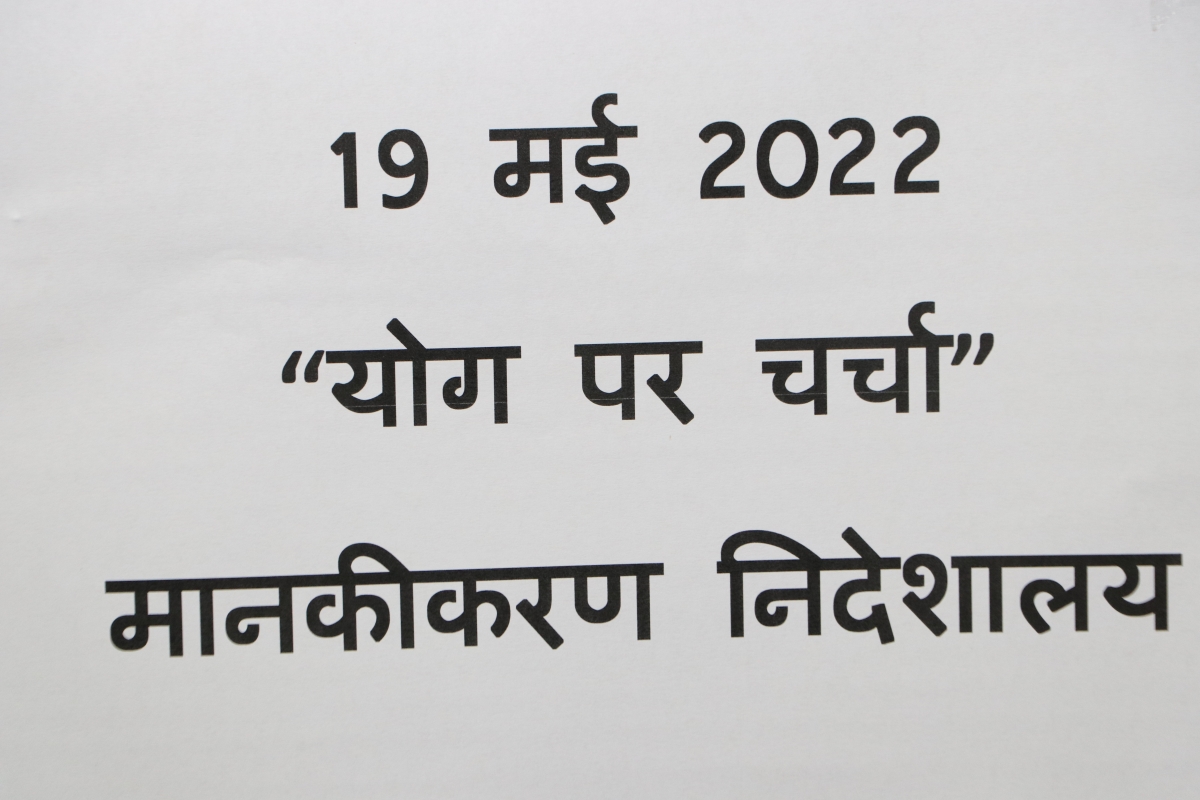 19 मई 2022
“योग पर चर्चा”
मानकीकरण निदेशालय